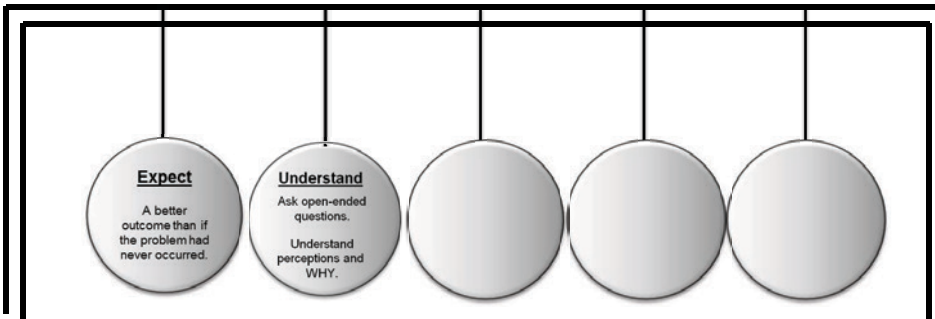 Expect
A better
outcome than if
the problem had
never occurred.
Understand
Ask open-ended
questions.
Understand
perceptions and
WHY.